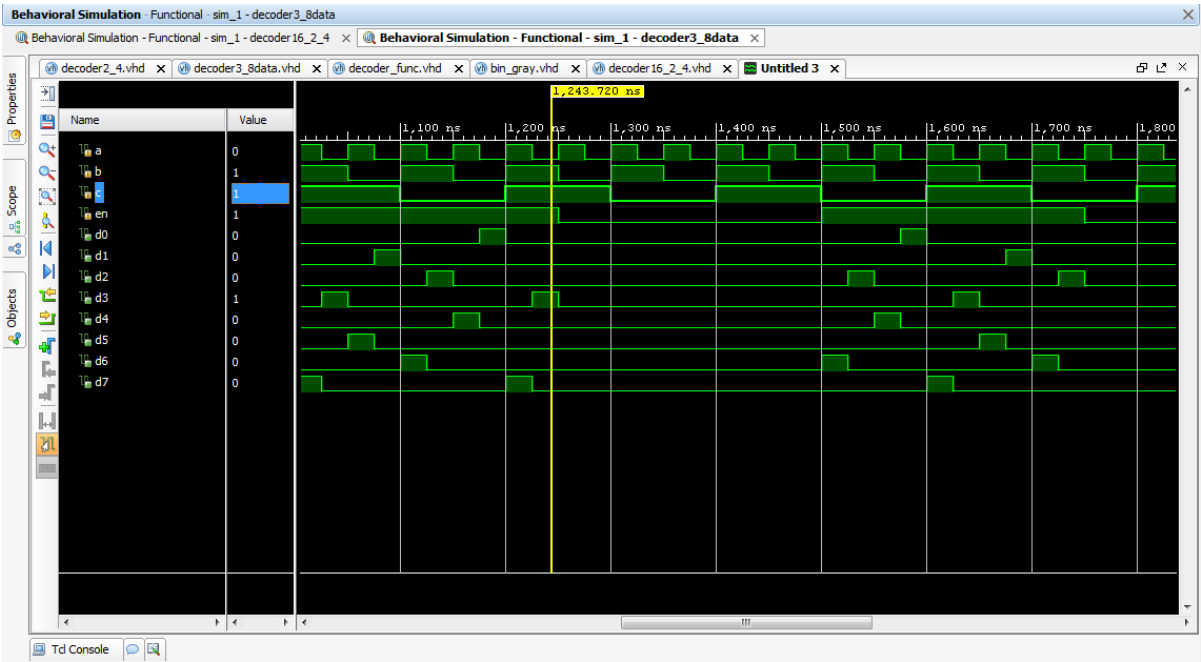 Behavioral Simulation - Functional - sim_1 - decoder3_8data
Behavioral Simulation - Functional - sim_1 - decoder16_2_4 Behavioral Simulation - Functional - sim_1 - decoder3_8data
decoder2_4.vhd decoder3_8data.vhd decoder_func.vhd bin_gray.vhd decoder16_2_4.vhd Untitled 3
Properties
Scope
Objects
1,243.720 ns
Name Value
1,100 ns 1,200 ns 1,300 ns 1,400 ns 1,500 ns 1,600 ns 1,700 ns 1,800
a 0
b 1
c 1
en 1
d0 0
d1 0
d2 0
d3 1
d4 0
d5 0
d6 0
d7 0
Tcl Console